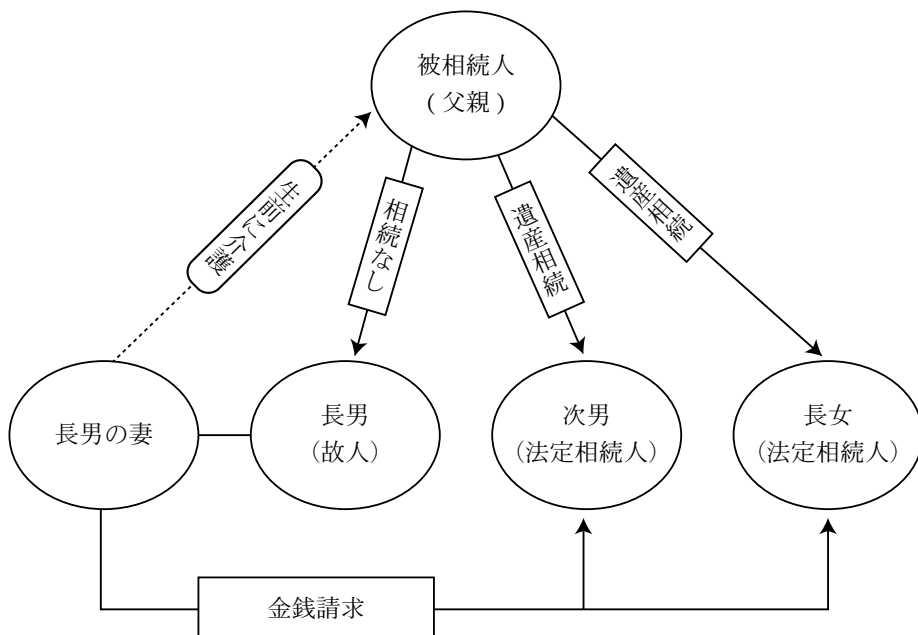 被相続人
(父親)
生前に介護
相続なし
遺産相続
遺産相続
長男の妻
長男
(故人)
次男
(法定相続人)
長女
(法定相続人)
金銭請求